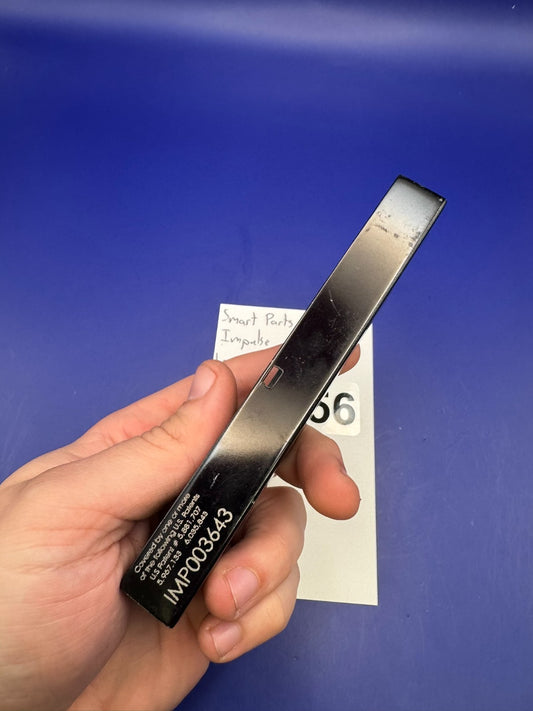 Smart Parts
Impulse
56
Covered by one or more
of the following U.S. Patents
U.S Patent # 5,881,707
5,967,133 6,035,843
IMP003643